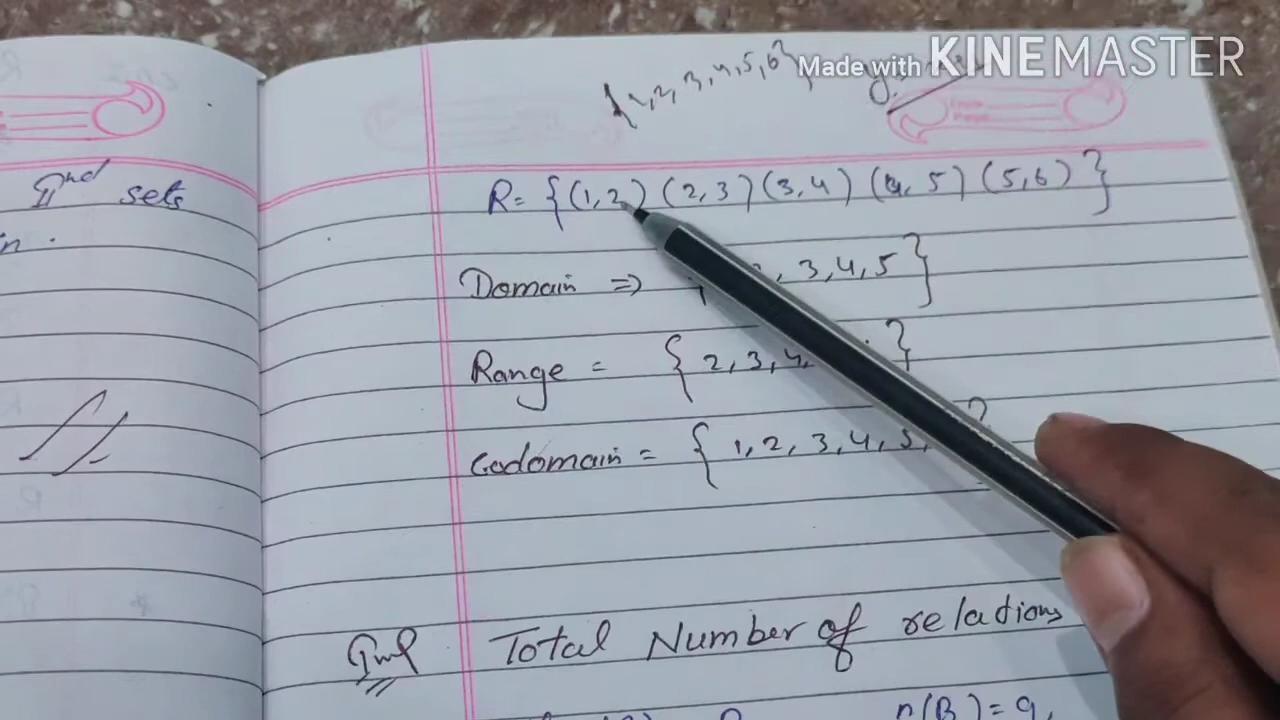 Made with KINEMASTER
{1,2,3,4,5,6}
IInd sets
R= {(1,2) (2,3) (3,4) (4,5) (5,6) }
Domain ⇒ , 3,4,5}
Range = { 2,3,4, }
Codomain = { 1,2,3,4,5, }
Imp Total Number of relations
n(B)=q,